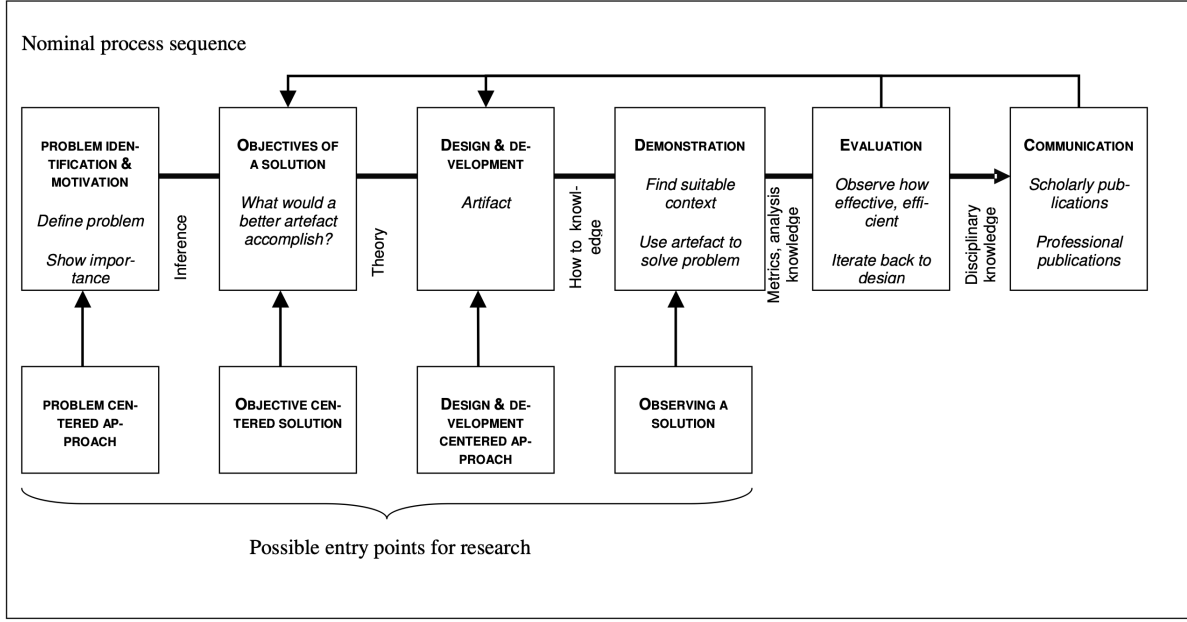 Nominal process sequence
PROBLEM IDEN-
TIFICATION &
MOTIVATION
Define problem
Show impor-
tance
Inference
OBJECTIVES OF
A SOLUTION
What would a
better artefact
accomplish?
Theory
DESIGN & DE-
VELOPMENT
Artifact
How to knowl-
edge
DEMONSTRATION
Find suitable
context
Use artefact to
solve problem
Metrics, analysis
knowledge
EVALUATION
Observe how
effective, effi-
cient
Iterate back to
design
Disciplinary
knowledge
COMMUNICATION
Scholarly pub-
lications
Professional
publications
PROBLEM CEN-
TERED AP-
PROACH
OBJECTIVE CEN-
TERED SOLUTION
DESIGN & DE-
VELOPMENT
CENTERED AP-
PROACH
OBSERVING A
SOLUTION
Possible entry points for research